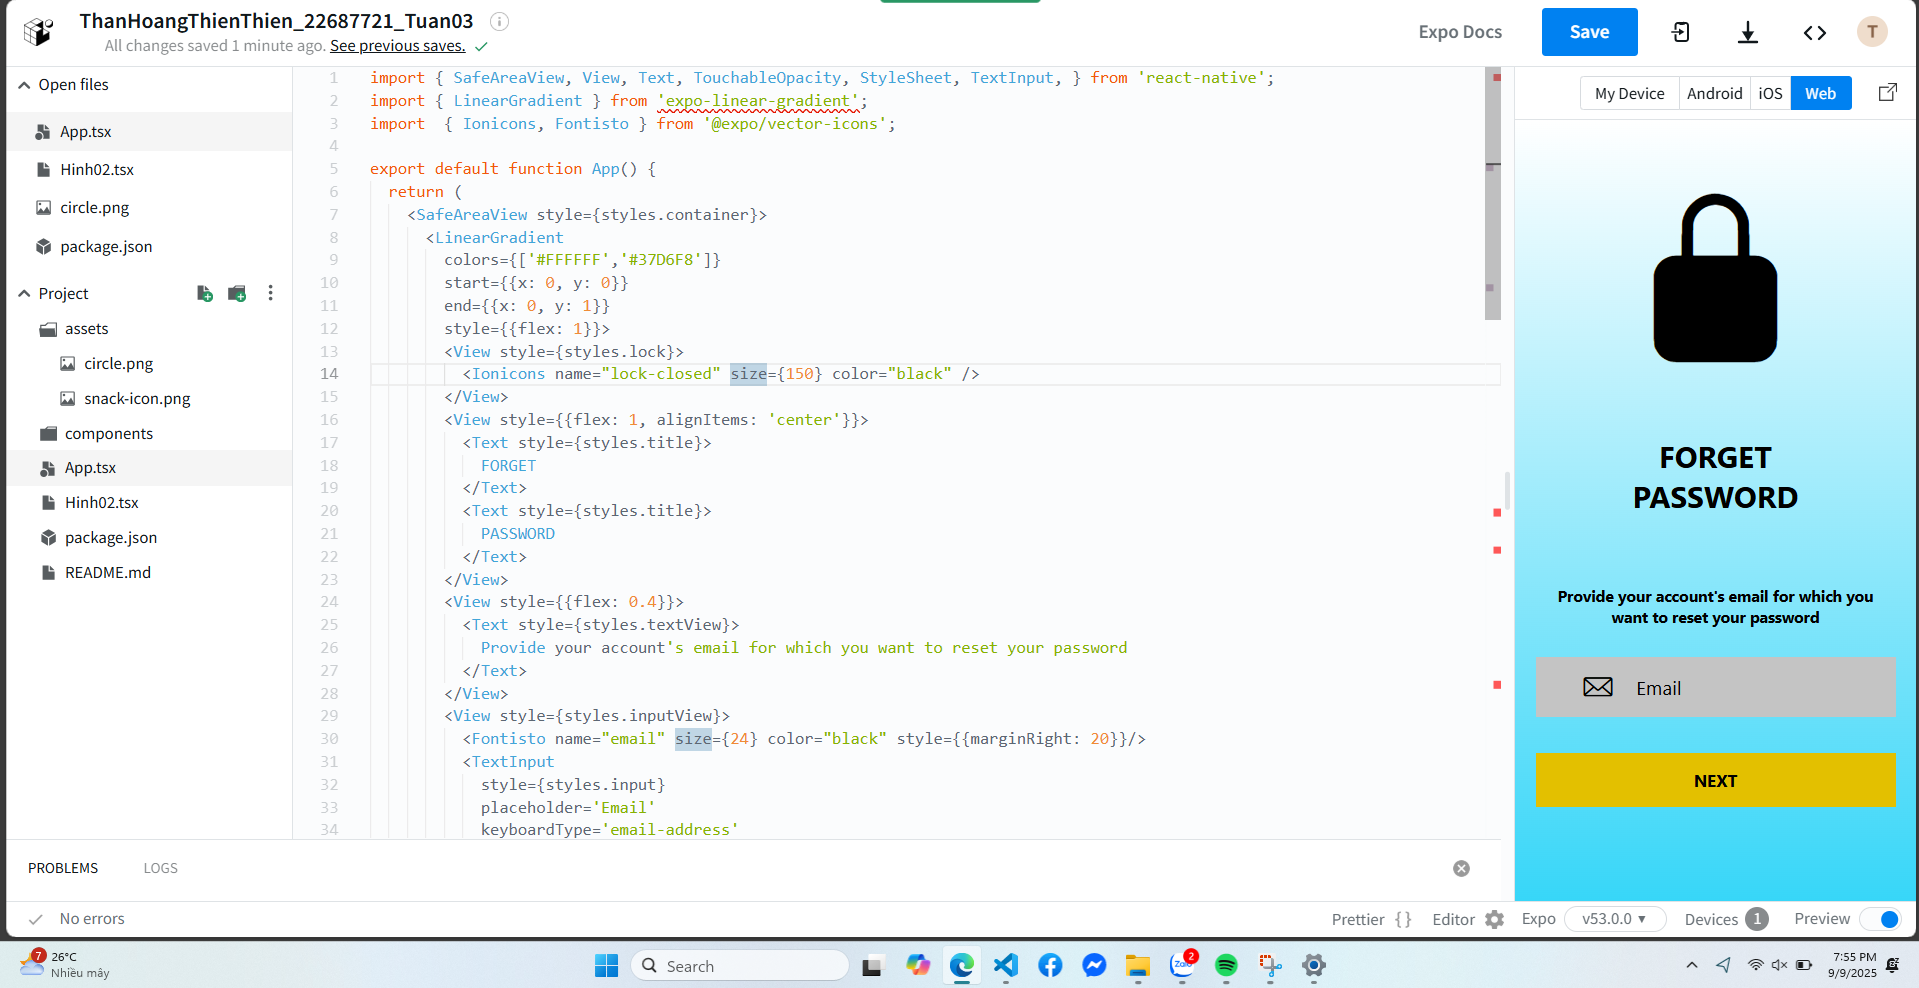 ThanHoangThienThien_22687721_Tuan03
All changes saved 1 minute ago. See previous saves.
Expo Docs
Save
T
Open files
App.tsx
Hinh02.tsx
circle.png
package.json
Project
assets
circle.png
snack-icon.png
components
App.tsx
Hinh02.tsx
package.json
README.md
1 import { SafeAreaView, View, Text, TouchableOpacity, StyleSheet, TextInput, } from 'react-native';
2 import { LinearGradient } from 'expo-linear-gradient';
3 import  { Ionicons, Fontisto } from '@expo/vector-icons';
4
5 export default function App() {
6   return (
7     <SafeAreaView style={styles.container}>
8       <LinearGradient
9         colors={['#FFFFFF','#37D6F8']}
10         start={{x: 0, y: 0}}
11         end={{x: 0, y: 1}}
12         style={{flex: 1}}>
13         <View style={styles.lock}>
14           <Ionicons name="lock-closed" size={150} color="black" />
15         </View>
16         <View style={{flex: 1, alignItems: 'center'}}>
17           <Text style={styles.title}>
18             FORGET
19           </Text>
20           <Text style={styles.title}>
21             PASSWORD
22           </Text>
23         </View>
24         <View style={{flex: 0.4}}>
25           <Text style={styles.textView}>
26             Provide your account's email for which you want to reset your password
27           </Text>
28         </View>
29         <View style={styles.inputView}>
30           <Fontisto name="email" size={24} color="black" style={{marginRight: 20}}/>
31           <TextInput
32             style={styles.input}
33             placeholder='Email'
34             keyboardType='email-address'
My Device
Android
iOS
Web
FORGET
PASSWORD
Provide your account's email for which you
want to reset your password
Email
NEXT
PROBLEMS
LOGS
No errors
Prettier { }
Editor
Expo
v53.0.0
Devices 1
Preview
7
26°C
Nhiều mây
Search
Zalo
2
7:55 PM
9/9/2025